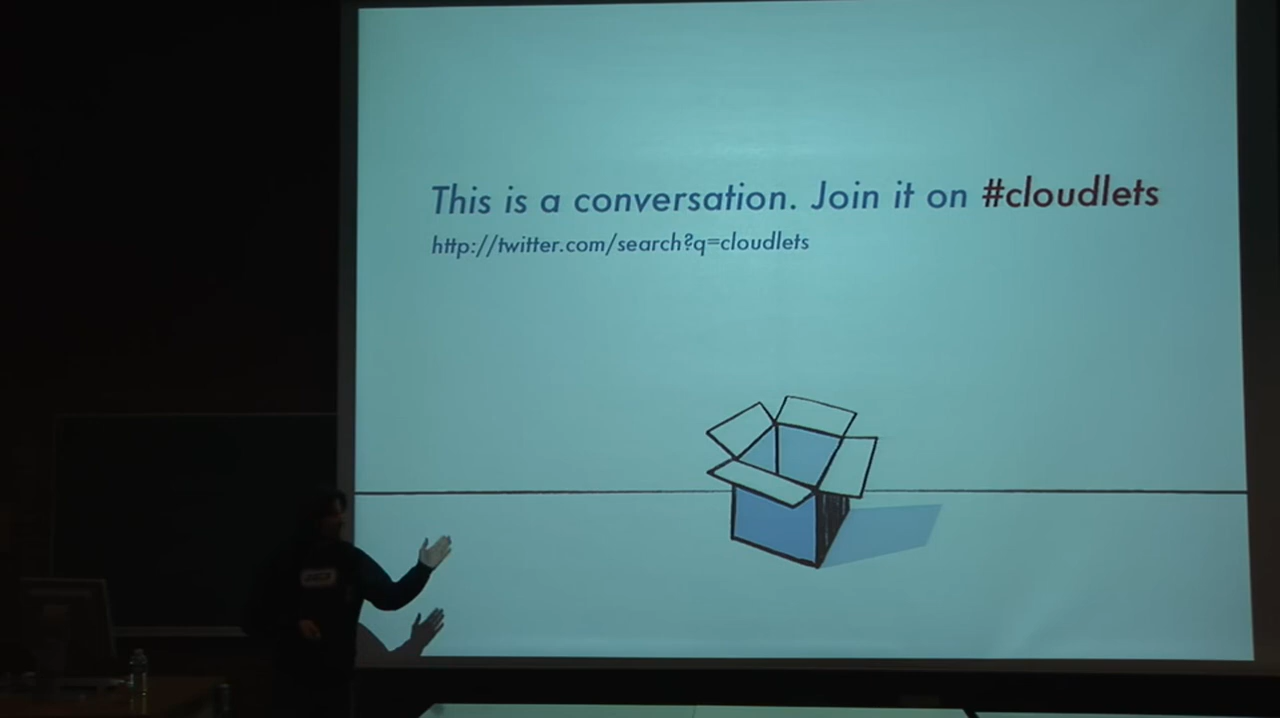 This is a conversation. Join it on #cloudlets
http://twitter.com/search?q=cloudlets